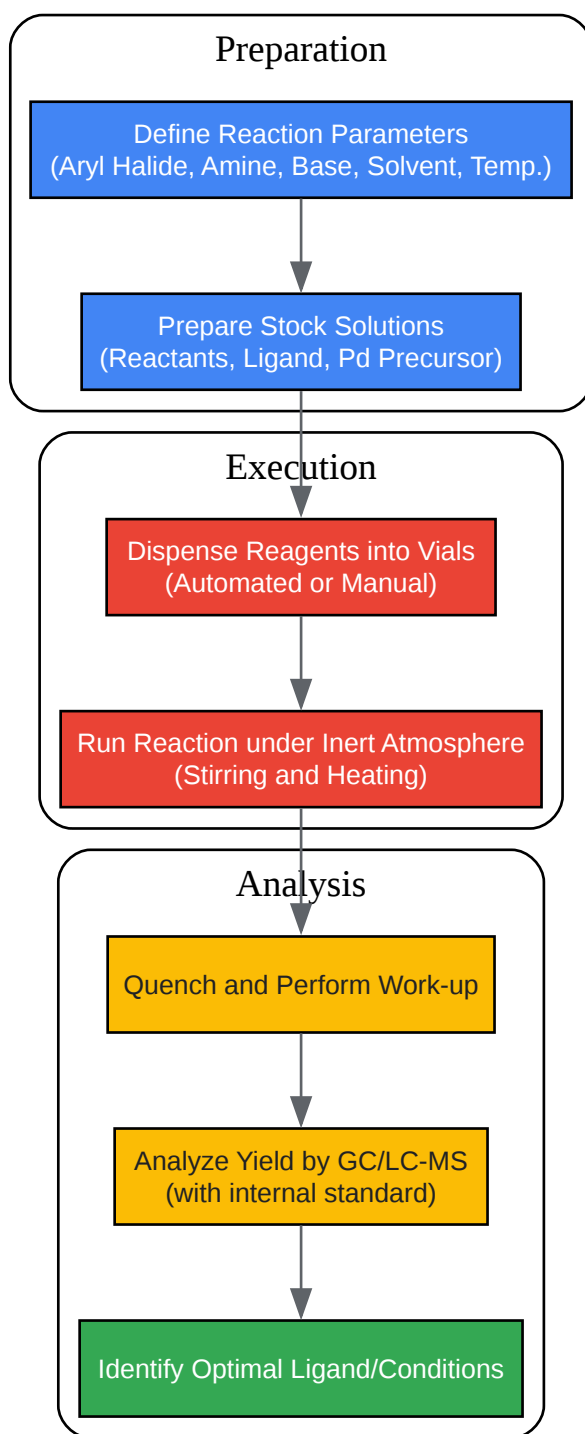 Preparation
Define Reaction Parameters
(Aryl Halide, Amine, Base, Solvent, Temp.)
Prepare Stock Solutions
(Reactants, Ligand, Pd Precursor)
Execution
Dispense Reagents into Vials
(Automated or Manual)
Run Reaction under Inert Atmosphere
(Stirring and Heating)
Analysis
Quench and Perform Work-up
Analyze Yield by GC/LC-MS
(with internal standard)
Identify Optimal Ligand/Conditions